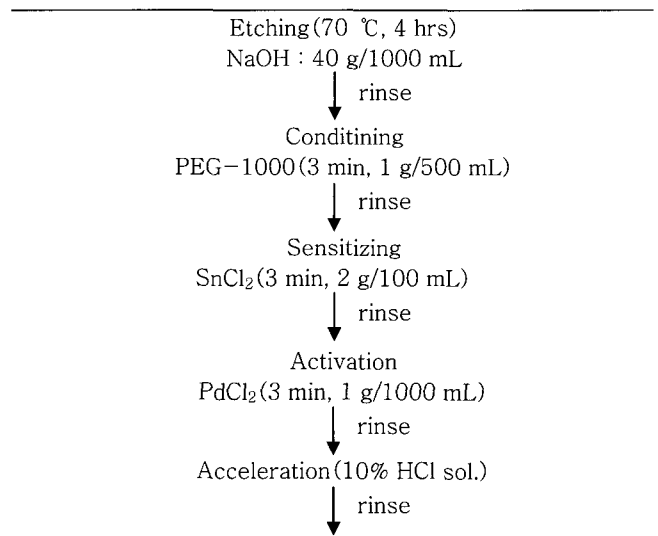 Etching(70 ℃, 4 hrs)
NaOH : 40 g/1000 mL
rinse
Conditining
PEG-1000(3 min, 1 g/500 mL)
rinse
Sensitizing
SnCl₂(3 min, 2 g/100 mL)
rinse
Activation
PdCl₂(3 min, 1 g/1000 mL)
rinse
Acceleration(10% HCl sol.)
rinse